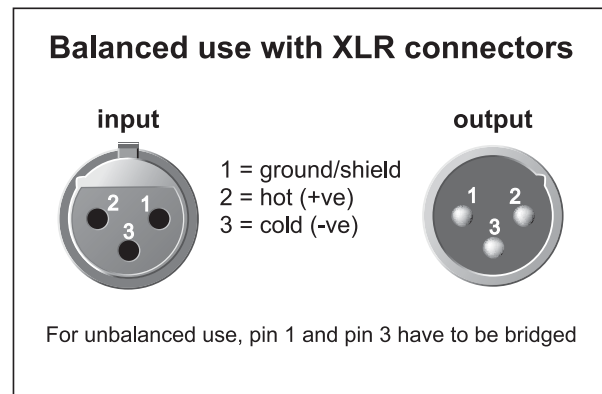 Balanced use with XLR connectors
input
output
2 1
3
1 = ground/shield
2 = hot (+ve)
3 = cold (-ve)
1 2
3
For unbalanced use, pin 1 and pin 3 have to be bridged